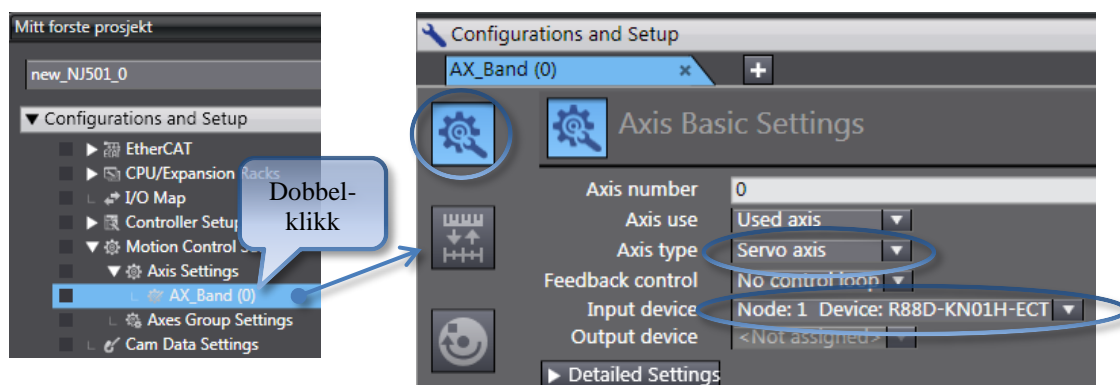 Mitt forste prosjekt
new_NJ501_0
▼ Configurations and Setup
▶ EtherCAT
▶ CPU/Expansion Racks
I/O Map
▶ Controller Setup
▼ Motion Control
▼ Axis Settings
AX_Band (0)
Axes Group Settings
Cam Data Settings
Dobbel-
klikk
Configurations and Setup
AX_Band (0) × +
Axis Basic Settings
Axis number 0
Axis use Used axis ▼
Axis type Servo axis ▼
Feedback control No control loop ▼
Input device Node: 1 Device: R88D-KN01H-ECT ▼
Output device <Not assigned> ▼
▶ Detailed Settings